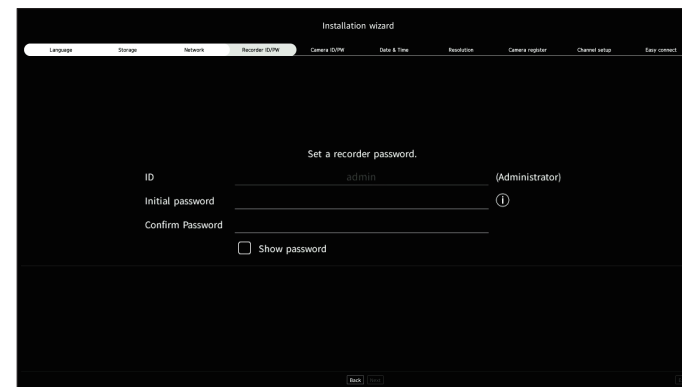 Installation wizard
Language Storage Network Recorder ID/PW Camera ID/PW Date & Time Resolution Camera register Channel setup Easy connect
Set a recorder password.
ID admin (Administrator)
Initial password
Confirm Password
Show password
Back Next